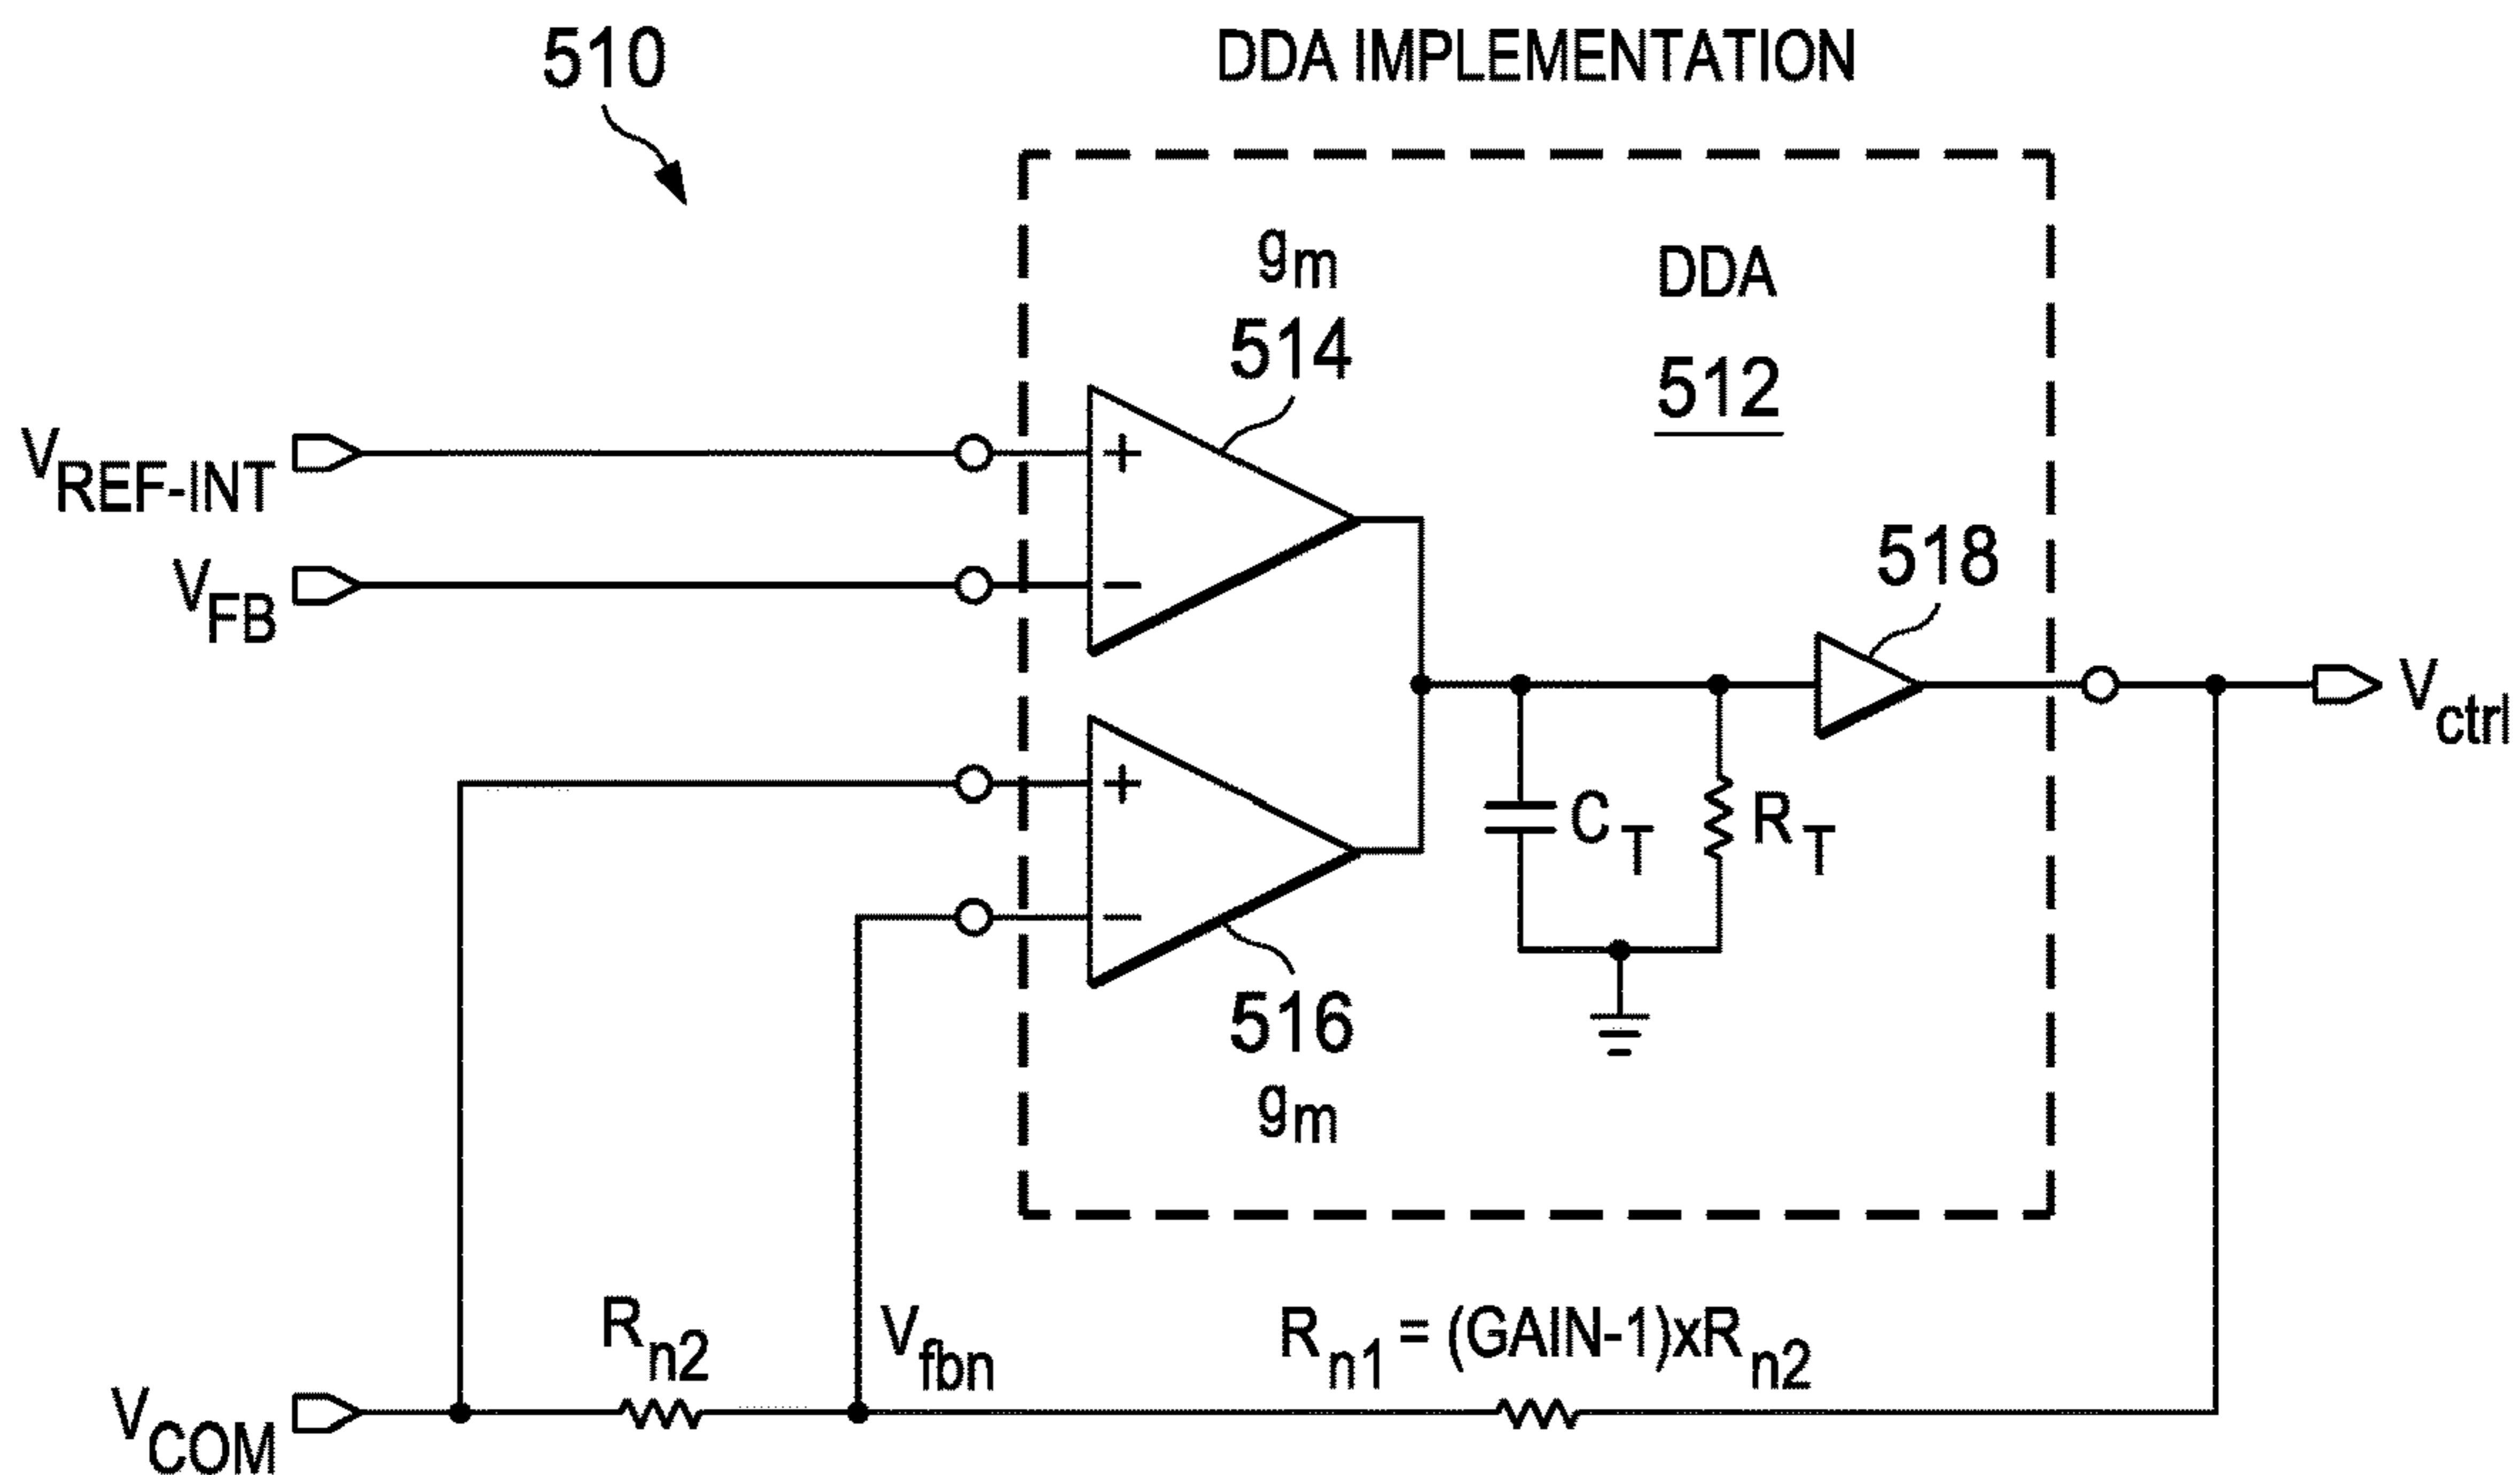 510
DDA IMPLEMENTATION
gm
514
DDA
512
VREF-INT
+
VFB
−
518
Vctrl
+
CT
RT
−
516
gm
Rn2
Vfbn
Rn1 = (GAIN-1)xRn2
VCOM